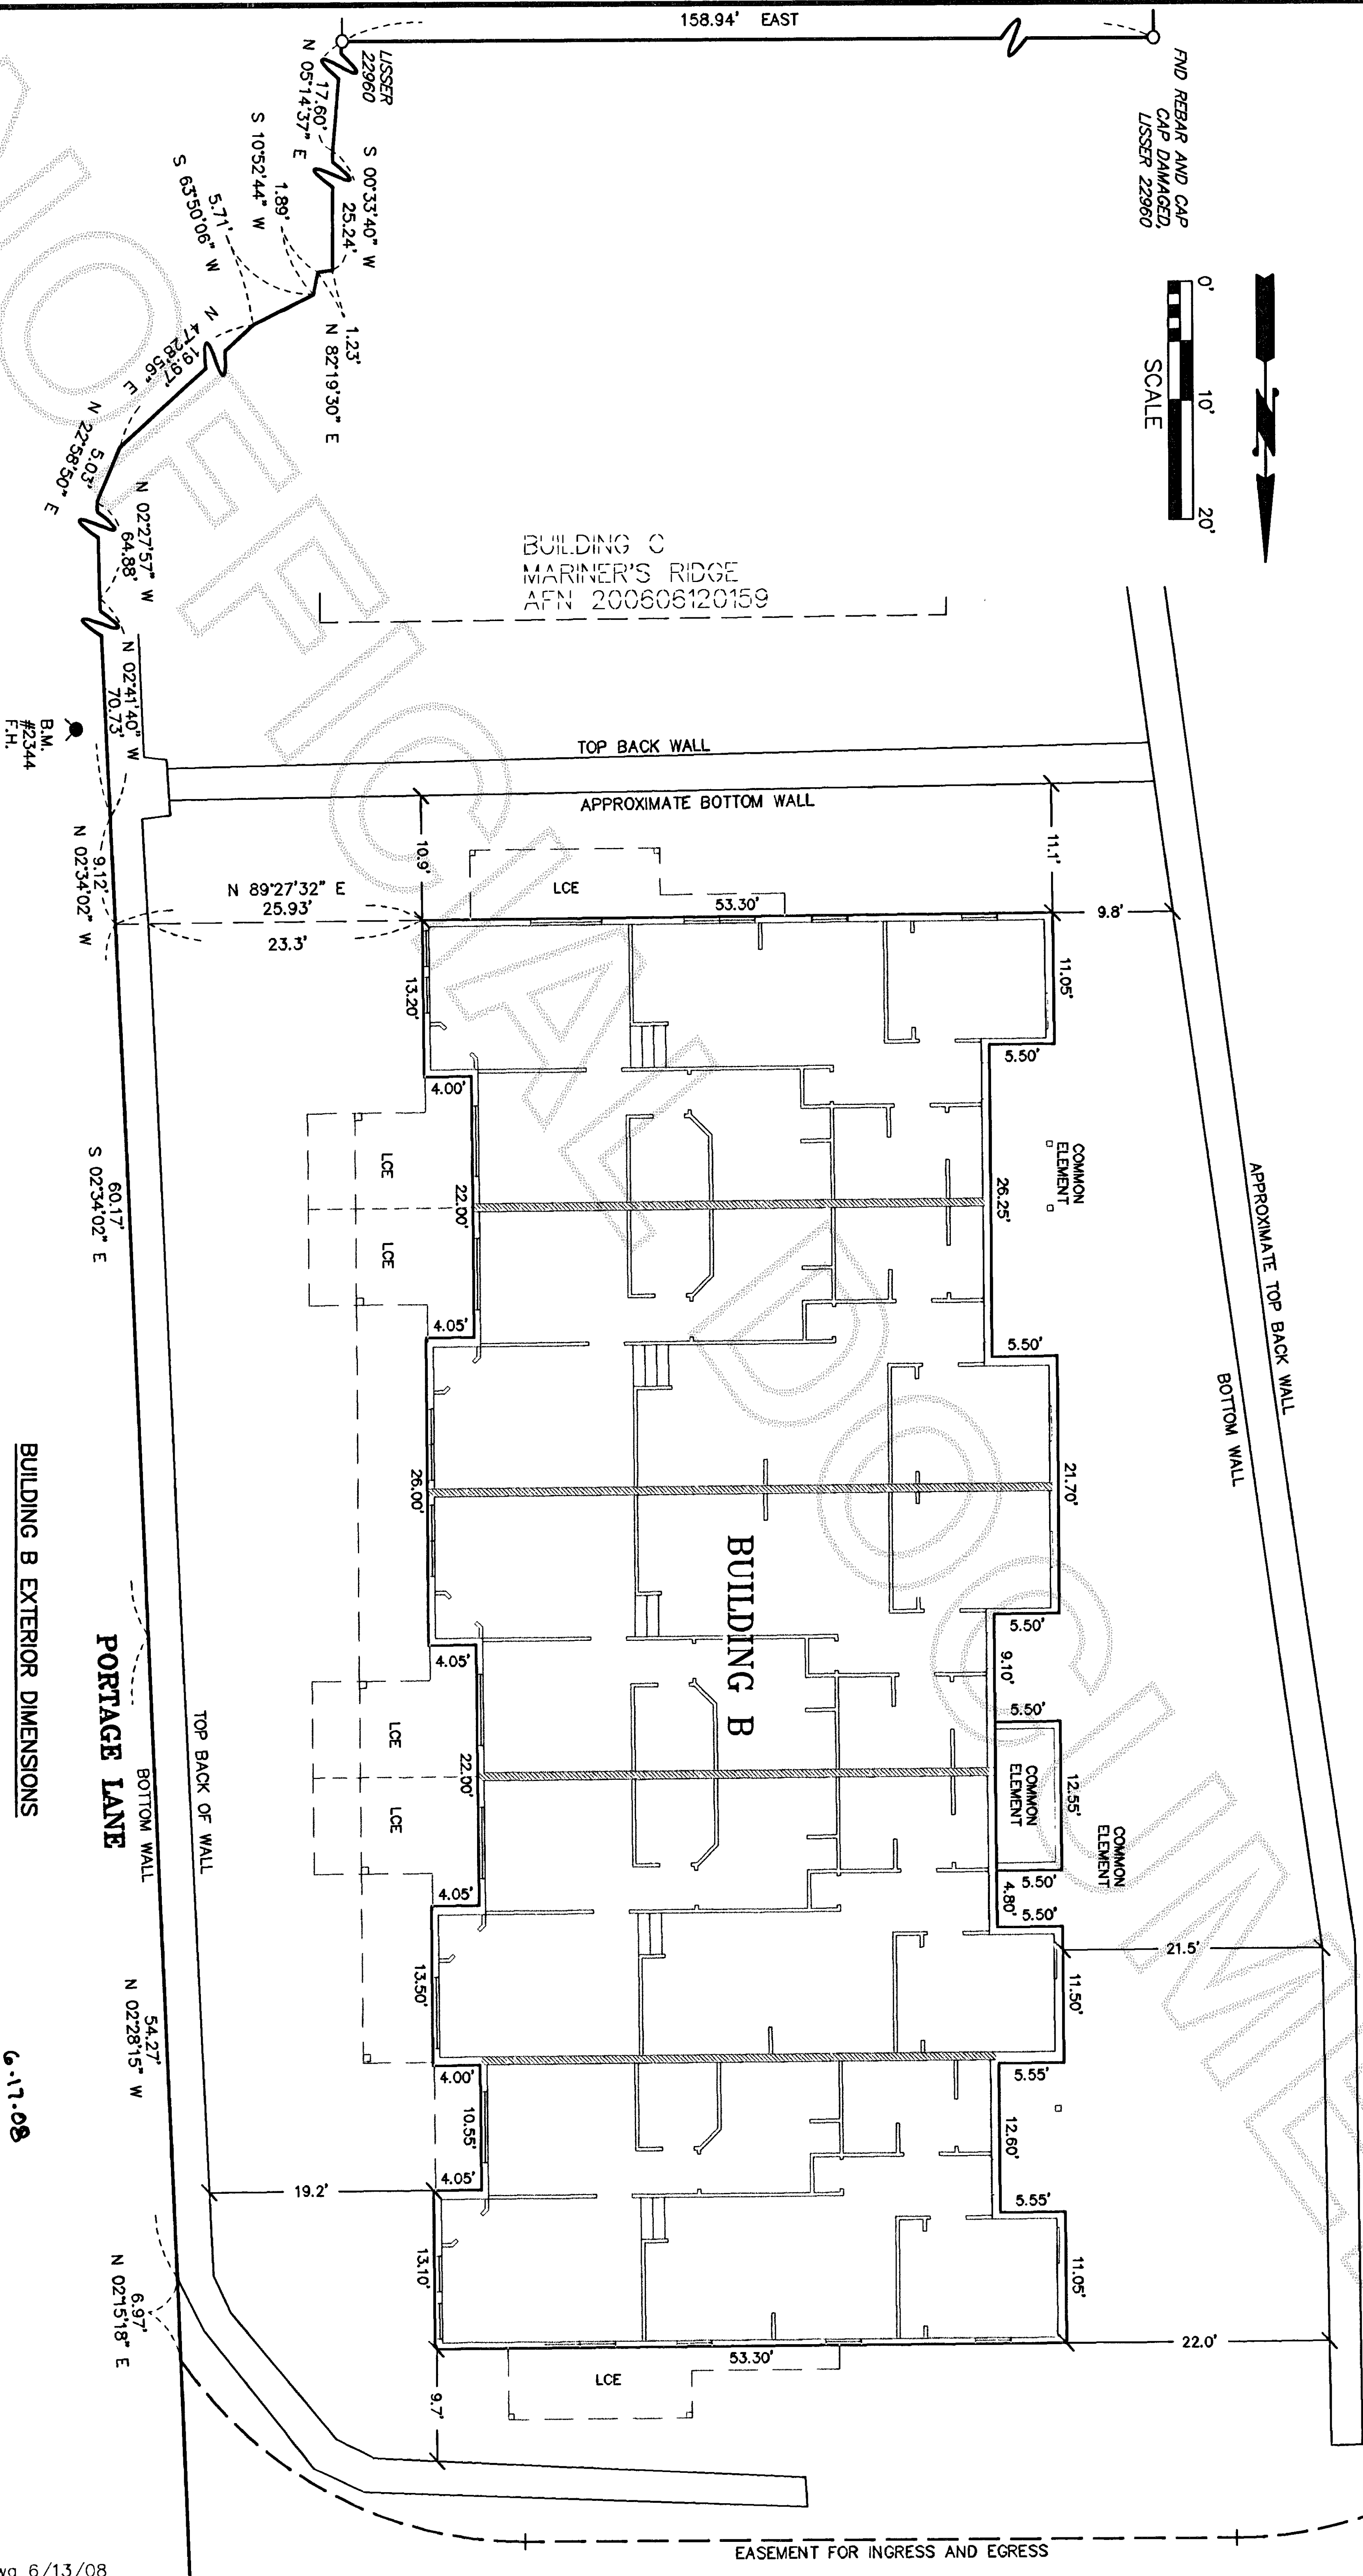 158.94' EAST
FND REBAR AND CAP
CAP DAMAGED,
LISSER 22960
LISSER
22960
17.60'
N 05°14'37" E
S 00°33'40" W
25.24'
S 10°52'44" W
1.89'
S 63°50'06" W
5.71'
1.23'
N 82°19'30" E
N 47°28'56" E
19.97'
N 22°58'50" E
5.03'
N 02°27'57" W
64.88'
N 02°41'40" W
70.73'
B.M.
#2344
F.H.
0' 10' 20'
SCALE
BUILDING C
MARINER'S RIDGE
AFN 200606120159
TOP BACK WALL
APPROXIMATE BOTTOM WALL
10.9'
11.1'
9.12'
N 02°34'02" W
N 89°27'32" E
25.93'
23.3'
LCE
53.30'
9.8'
13.20'
11.05'
5.50'
4.00'
COMMON
ELEMENT
LCE
22.00'
26.25'
LCE
4.05'
5.50'
60.17'
S 02°34'02" E
APPROXIMATE TOP BACK WALL
BOTTOM WALL
26.00'
21.70'
BUILDING B
5.50'
4.05'
9.10'
5.50'
LCE
22.00'
LCE
COMMON
ELEMENT
12.55'
COMMON
ELEMENT
4.05'
5.50'
4.80'
5.50'
21.5'
13.50'
11.50'
4.00'
5.55'
10.55'
12.60'
4.05'
5.55'
19.2'
13.10'
11.05'
53.30'
22.0'
LCE
9.7'
TOP BACK OF WALL
BOTTOM WALL
PORTAGE LANE
54.27'
N 02°28'15" W
6.97'
N 02°15'18" E
BUILDING B EXTERIOR DIMENSIONS
6-17-08
EASEMENT FOR INGRESS AND EGRESS
wg 6/13/08